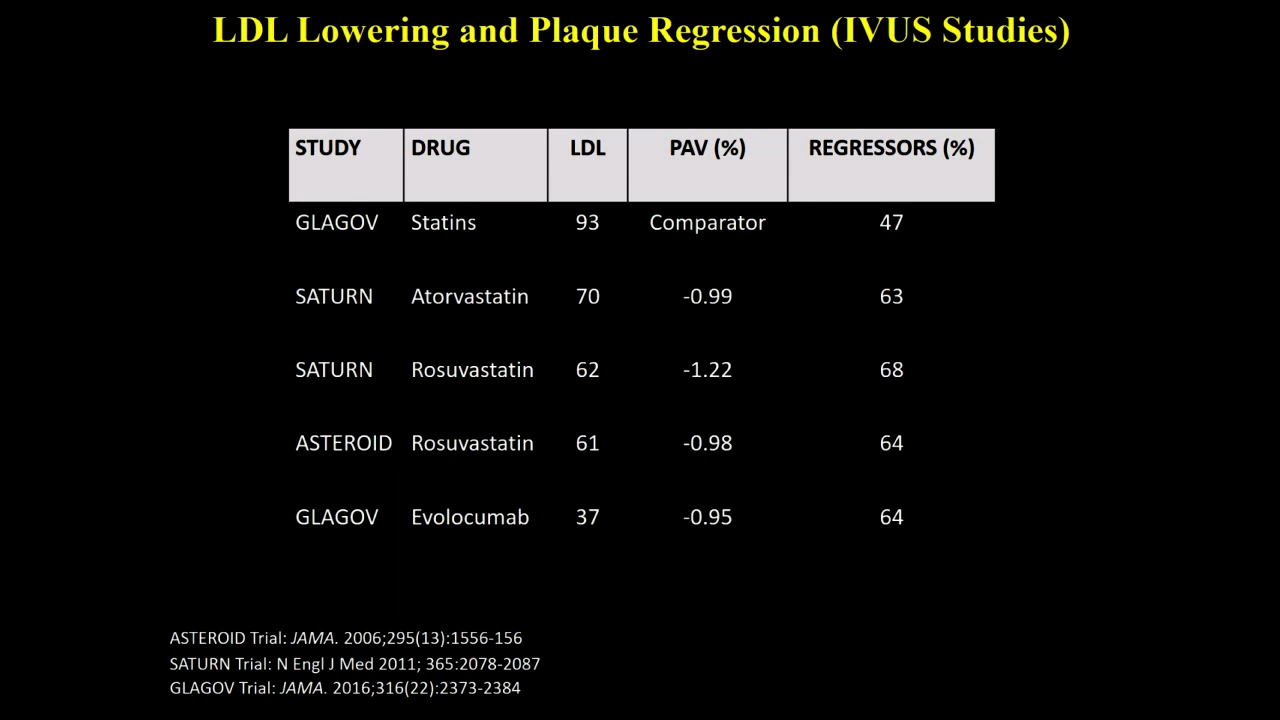 LDL Lowering and Plaque Regression (IVUS Studies)
STUDY DRUG LDL PAV (%) REGRESSORS (%)
GLAGOV Statins 93 Comparator 47
SATURN Atorvastatin 70 -0.99 63
SATURN Rosuvastatin 62 -1.22 68
ASTEROID Rosuvastatin 61 -0.98 64
GLAGOV Evolocumab 37 -0.95 64
ASTEROID Trial: JAMA. 2006;295(13):1556-156
SATURN Trial: N Engl J Med 2011; 365:2078-2087
GLAGOV Trial: JAMA. 2016;316(22):2373-2384